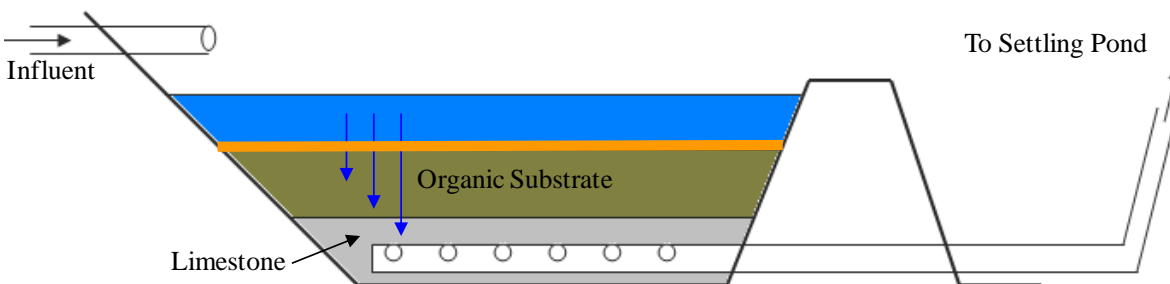 To Settling Pond
Influent
Organic Substrate
Limestone